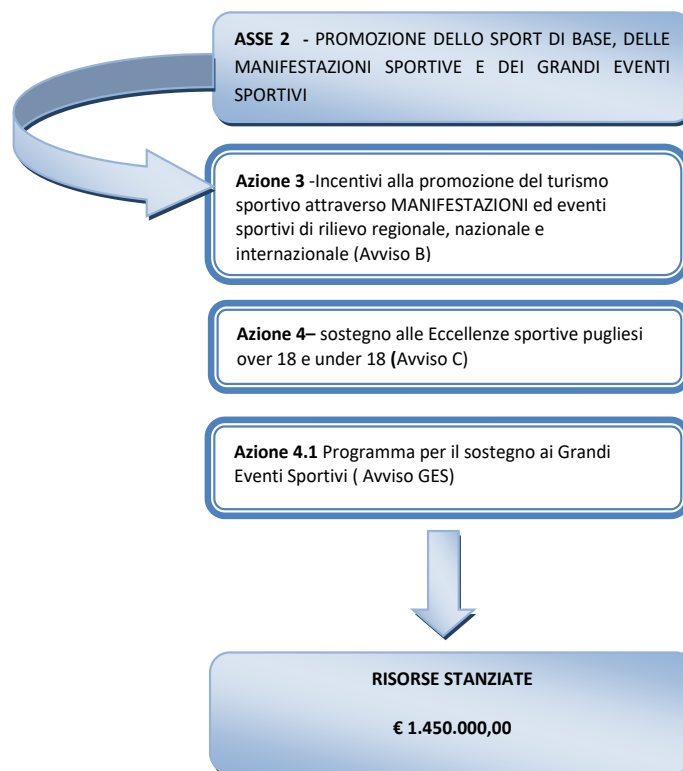 ASSE 2 - PROMOZIONE DELLO SPORT DI BASE, DELLE
MANIFESTAZIONI SPORTIVE E DEI GRANDI EVENTI
SPORTIVI
Azione 3 -Incentivi alla promozione del turismo
sportivo attraverso MANIFESTAZIONI ed eventi
sportivi di rilievo regionale, nazionale e
internazionale (Avviso B)
Azione 4– sostegno alle Eccellenze sportive pugliesi
over 18 e under 18 (Avviso C)
Azione 4.1 Programma per il sostegno ai Grandi
Eventi Sportivi ( Avviso GES)
RISORSE STANZIATE
€ 1.450.000,00